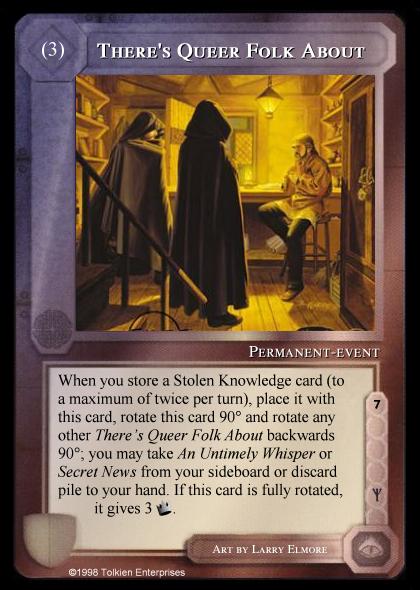 (3) There's Queer Folk About
Permanent-event
When you store a Stolen Knowledge card (to
a maximum of twice per turn), place it with
this card, rotate this card 90° and rotate any
other There's Queer Folk About backwards
90°; you may take An Untimely Whisper or
Secret News from your sideboard or discard
pile to your hand. If this card is fully rotated,
it gives 3 .
7
Art by Larry Elmore
©1998 Tolkien Enterprises